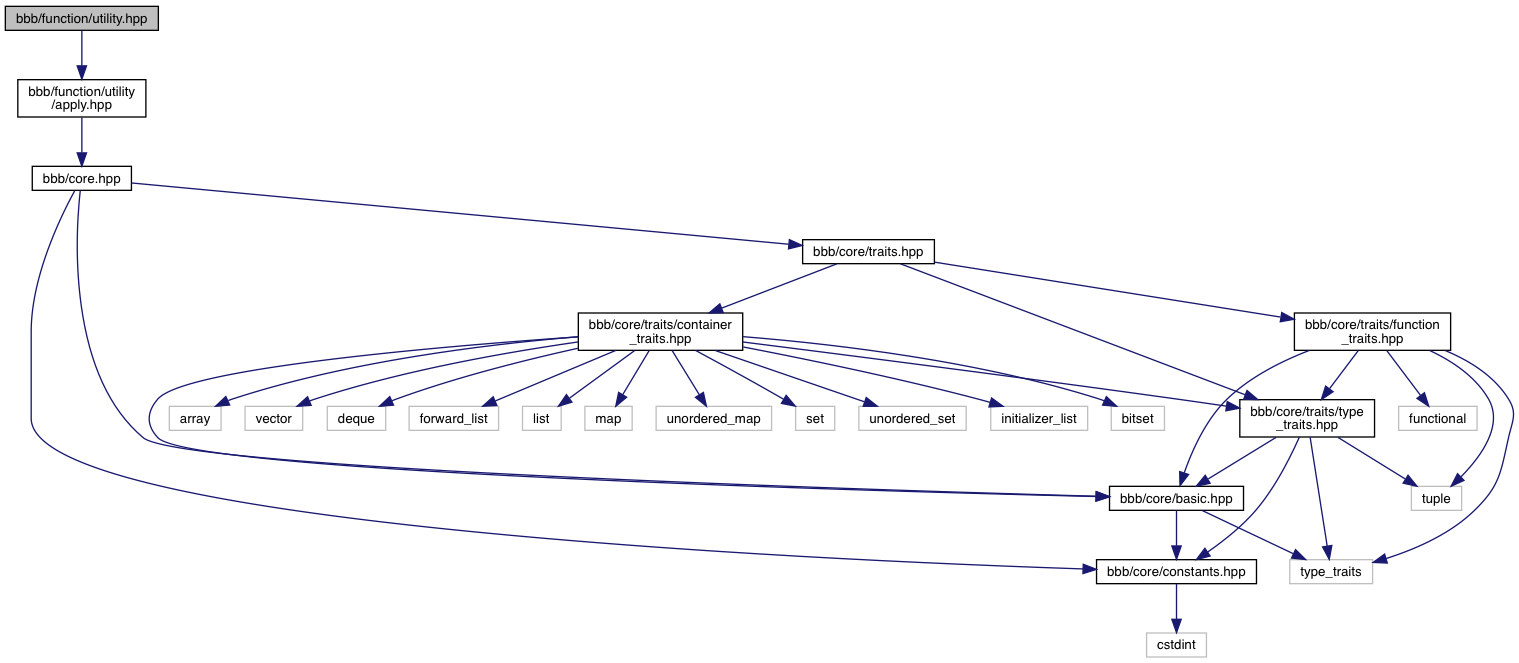 bbb/function/utility.hpp
bbb/function/utility
/apply.hpp
bbb/core.hpp
bbb/core/traits.hpp
bbb/core/traits/container
_traits.hpp
bbb/core/traits/function
_traits.hpp
array
vector
deque
forward_list
list
map
unordered_map
set
unordered_set
initializer_list
bitset
bbb/core/traits/type
_traits.hpp
functional
bbb/core/basic.hpp
tuple
bbb/core/constants.hpp
type_traits
cstdint